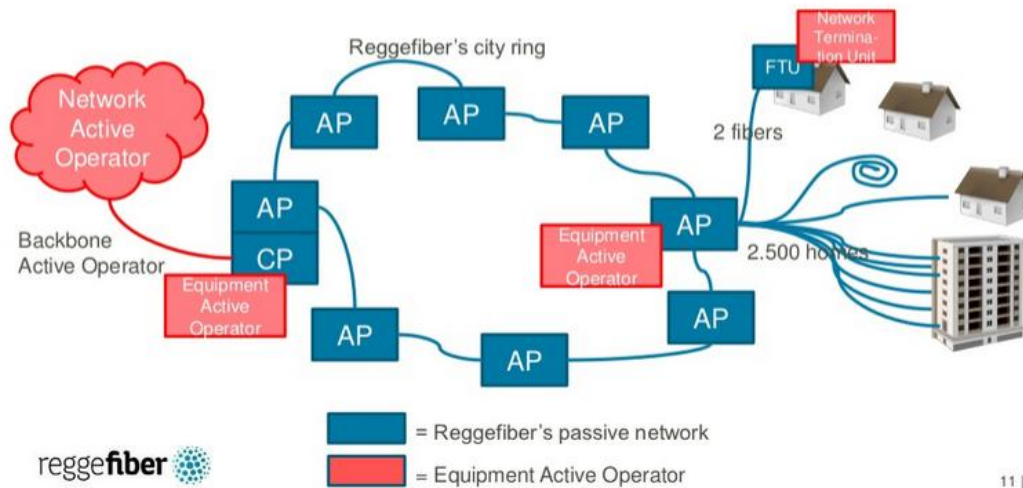 Reggefiber's city ring
Network
Termina-
tion Unit
FTU
Network
Active
Operator
AP
AP
AP
2 fibers
AP
AP
Backbone
Active Operator
CP
Equipment
Active
Operator
Equipment
Active
Operator
2.500 homes
AP
AP
AP
= Reggefiber's passive network
= Equipment Active Operator
reggefiber
11 |